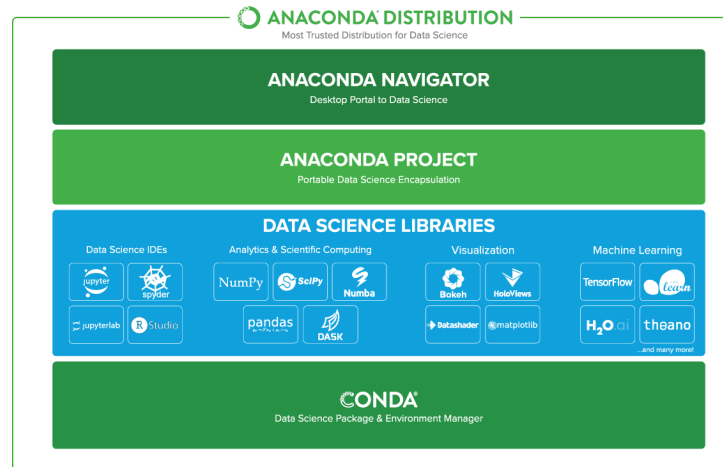 ANACONDA DISTRIBUTION
Most Trusted Distribution for Data Science
ANACONDA NAVIGATOR
Desktop Portal to Data Science
ANACONDA PROJECT
Portable Data Science Encapsulation
DATA SCIENCE LIBRARIES
Data Science IDEs
jupyter
spyder
jupyterlab
R Studio
Analytics & Scientific Computing
NumPy
SciPy
Numba
pandas
DASK
Visualization
Bokeh
HoloViews
Datashader
matplotlib
Machine Learning
TensorFlow
learn
H2O ai
theano
...and many more!
CONDA®
Data Science Package & Environment Manager